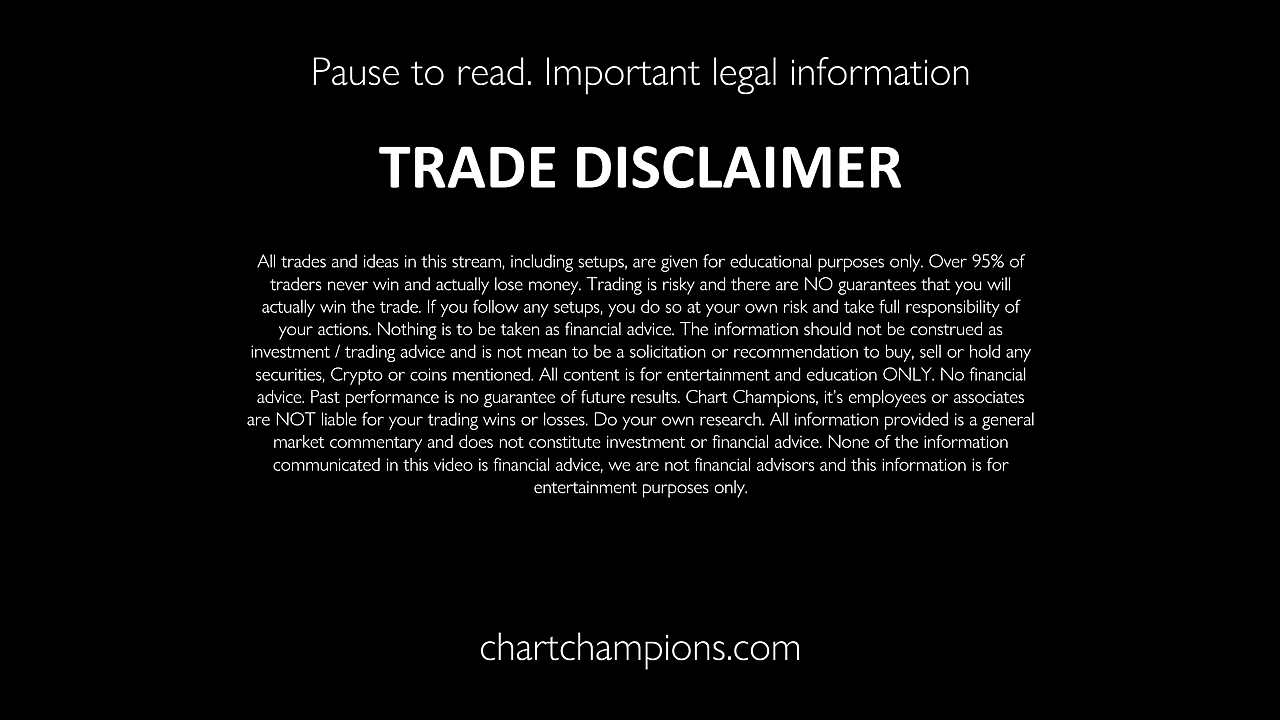 Pause to read. Important legal information
TRADE DISCLAIMER
All trades and ideas in this stream, including setups, are given for educational purposes only. Over 95% of
traders never win and actually lose money. Trading is risky and there are NO guarantees that you will
actually win the trade. If you follow any setups, you do so at your own risk and take full responsibility of
your actions. Nothing is to be taken as financial advice. The information should not be construed as
investment / trading advice and is not mean to be a solicitation or recommendation to buy, sell or hold any
securities, Crypto or coins mentioned. All content is for entertainment and education ONLY. No financial
advice. Past performance is no guarantee of future results. Chart Champions, it's employees or associates
are NOT liable for your trading wins or losses. Do your own research. All information provided is a general
market commentary and does not constitute investment or financial advice. None of the information
communicated in this video is financial advice, we are not financial advisors and this information is for
entertainment purposes only.
chartchampions.com